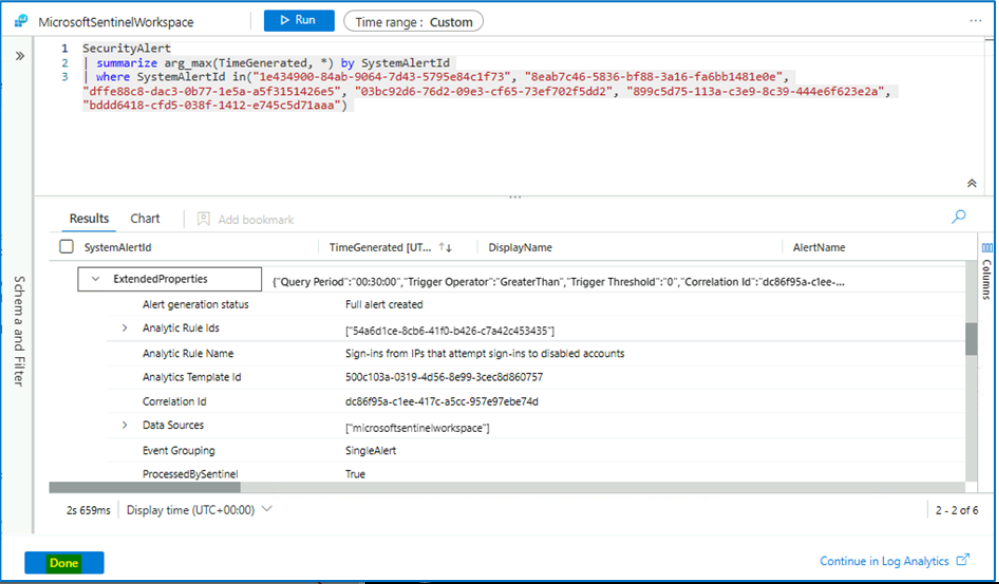 MicrosoftSentinelWorkspace
Run
Time range : Custom
...
1 SecurityAlert
2 | summarize arg_max(TimeGenerated, *) by SystemAlertId
3 | where SystemAlertId in("1e434900-84ab-9064-7d43-5795e84c1f73", "8eab7c46-5836-bf88-3a16-fa6bb1481e0e",
"dffe88c8-dac3-0b77-1e5a-a5f3151426e5", "03bc92d6-76d2-09e3-cf65-73ef702f5dd2", "899c5d75-113a-c3e9-8c39-444e6f623e2a",
"bddd6418-cfd5-038f-1412-e745c5d71aaa")
Schema and Filter
Results Chart Add bookmark
SystemAlertId TimeGenerated [UT... DisplayName AlertName
Columns
ExtendedProperties {"Query Period":"00:30:00","Trigger Operator":"GreaterThan","Trigger Threshold":"0","Correlation Id":"dc86f95a-c1ee-...
Alert generation status Full alert created
Analytic Rule Ids ["54a6d1ce-8cb6-41f0-b426-c7a42c453435"]
Analytic Rule Name Sign-ins from IPs that attempt sign-ins to disabled accounts
Analytics Template Id 500c103a-0319-4d56-8e99-3cec8d860757
Correlation Id dc86f95a-c1ee-417c-a5cc-957e97ebe74d
Data Sources ["microsoftsentinelworkspace"]
Event Grouping SingleAlert
ProcessedBySentinel True
2s 659ms Display time (UTC+00:00) 2 - 2 of 6
Done Continue in Log Analytics